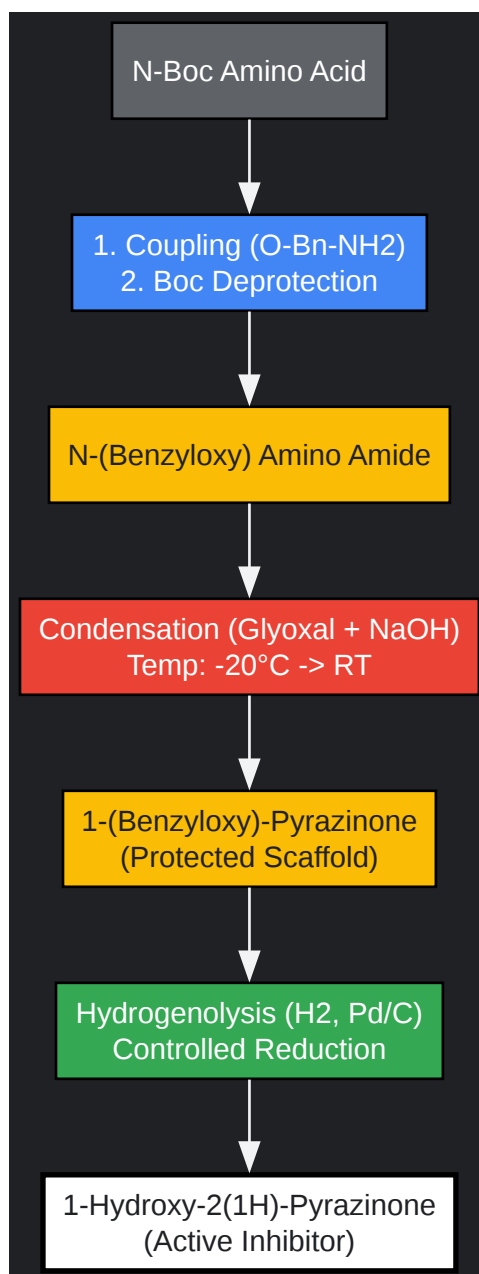 N-Boc Amino Acid
1. Coupling (O-Bn-NH2)
2. Boc Deprotection
N-(Benzyloxy) Amino Amide
Condensation (Glyoxal + NaOH)
Temp: -20°C -> RT
1-(Benzyloxy)-Pyrazinone
(Protected Scaffold)
Hydrogenolysis (H2, Pd/C)
Controlled Reduction
1-Hydroxy-2(1H)-Pyrazinone
(Active Inhibitor)